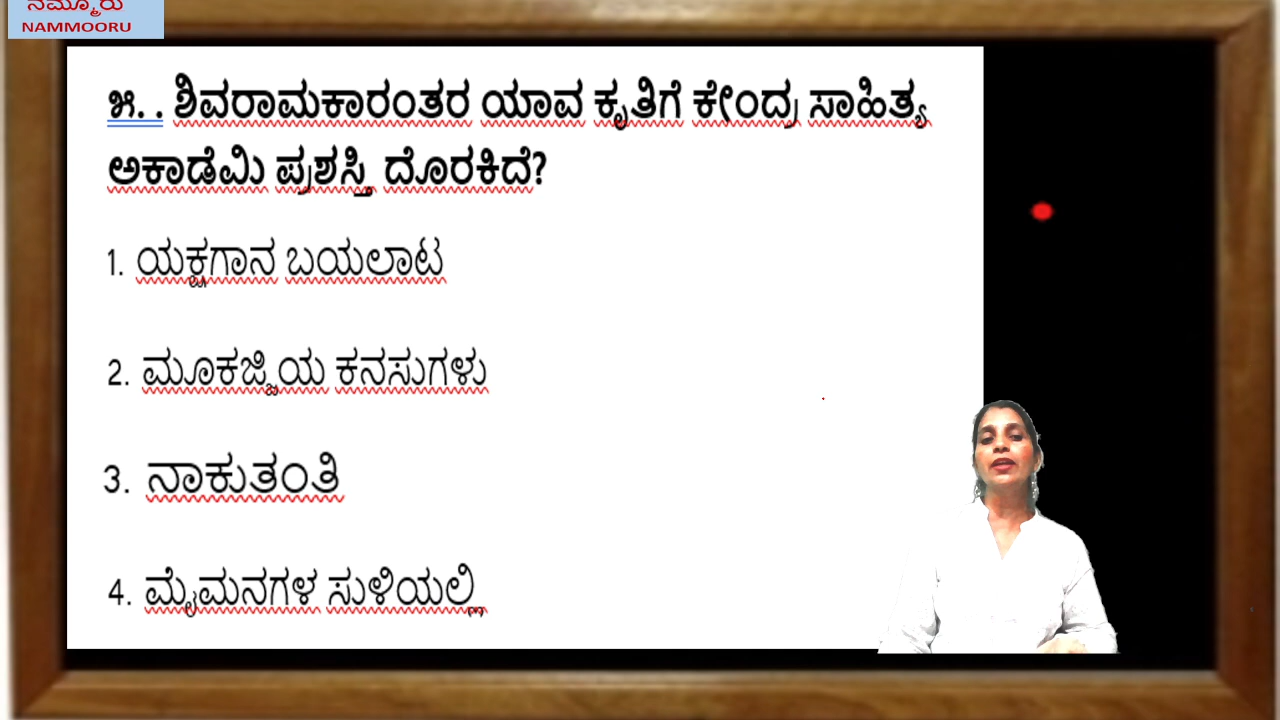 ನಮ್ಮೂರು
NAMMOORU
೫. . ಶಿವರಾಮಕಾರಂತರ ಯಾವ ಕೃತಿಗೆ ಕೇಂದ್ರ ಸಾಹಿತ್ಯ
ಅಕಾಡೆಮಿ ಪ್ರಶಸ್ತಿ ದೊರಕಿದೆ?
1. ಯಕ್ಷಗಾನ ಬಯಲಾಟ
2. ಮೂಕಜ್ಜಿಯ ಕನಸುಗಳು
3. ನಾಕುತಂತಿ
4. ಮೈಮನಗಳ ಸುಳಿಯಲ್ಲಿ